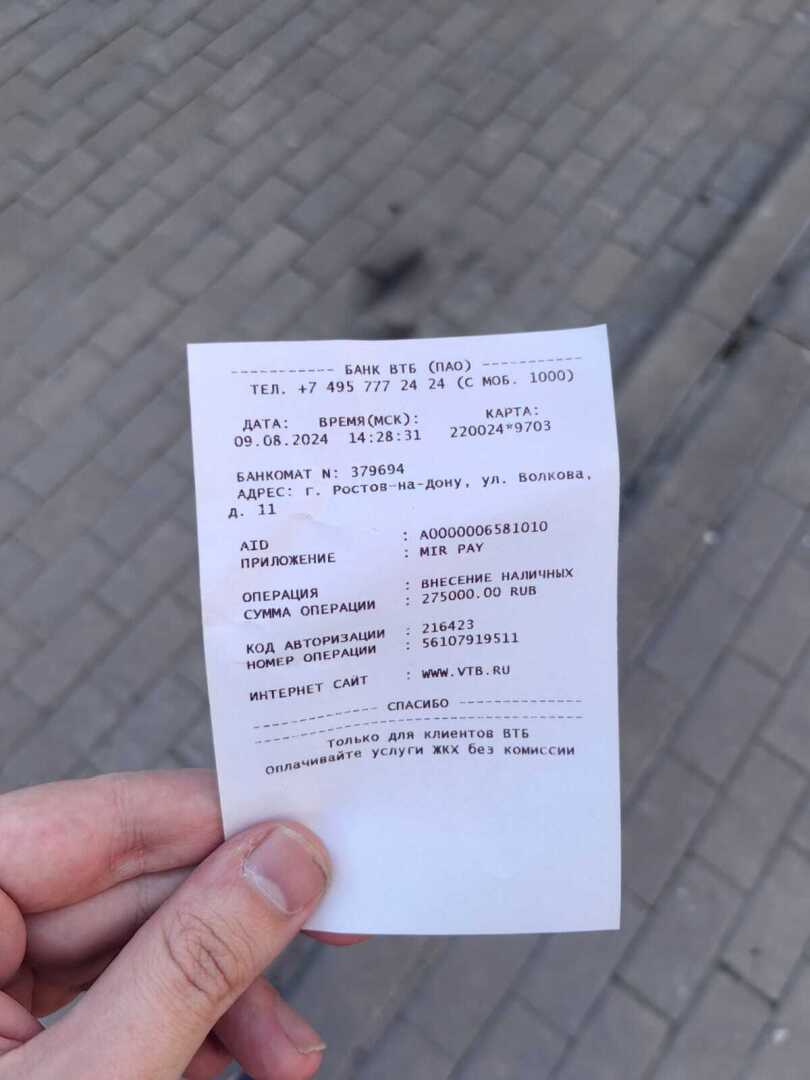 ----------- БАНК ВТБ (ПАО) -----------
ТЕЛ. +7 495 777 24 24 (С МОБ. 1000)
ДАТА: ВРЕМЯ(МСК): КАРТА:
09.08.2024 14:28:31 220024*9703
БАНКОМАТ N: 379694
АДРЕС: г. Ростов-на-Дону, ул. Волкова,
д. 11
AID : A0000006581010
ПРИЛОЖЕНИЕ : MIR PAY
ОПЕРАЦИЯ : ВНЕСЕНИЕ НАЛИЧНЫХ
СУММА ОПЕРАЦИИ : 275000.00 RUB
КОД АВТОРИЗАЦИИ : 216423
НОМЕР ОПЕРАЦИИ : 56107919511
ИНТЕРНЕТ САЙТ : WWW.VTB.RU
-------------- СПАСИБО --------------
Только для клиентов ВТБ
Оплачивайте услуги ЖКХ без комиссии